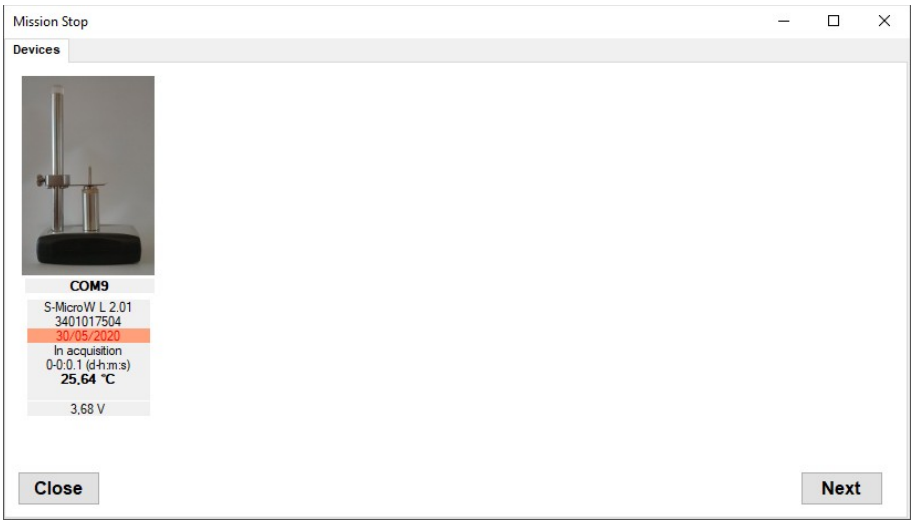 Mission Stop
Devices
COM9
S-MicroW L 2.01
3401017504
30/05/2020
In acquisition
0-0:0.1 (d-h:m:s)
25,64 °C
3,68 V
Close
Next